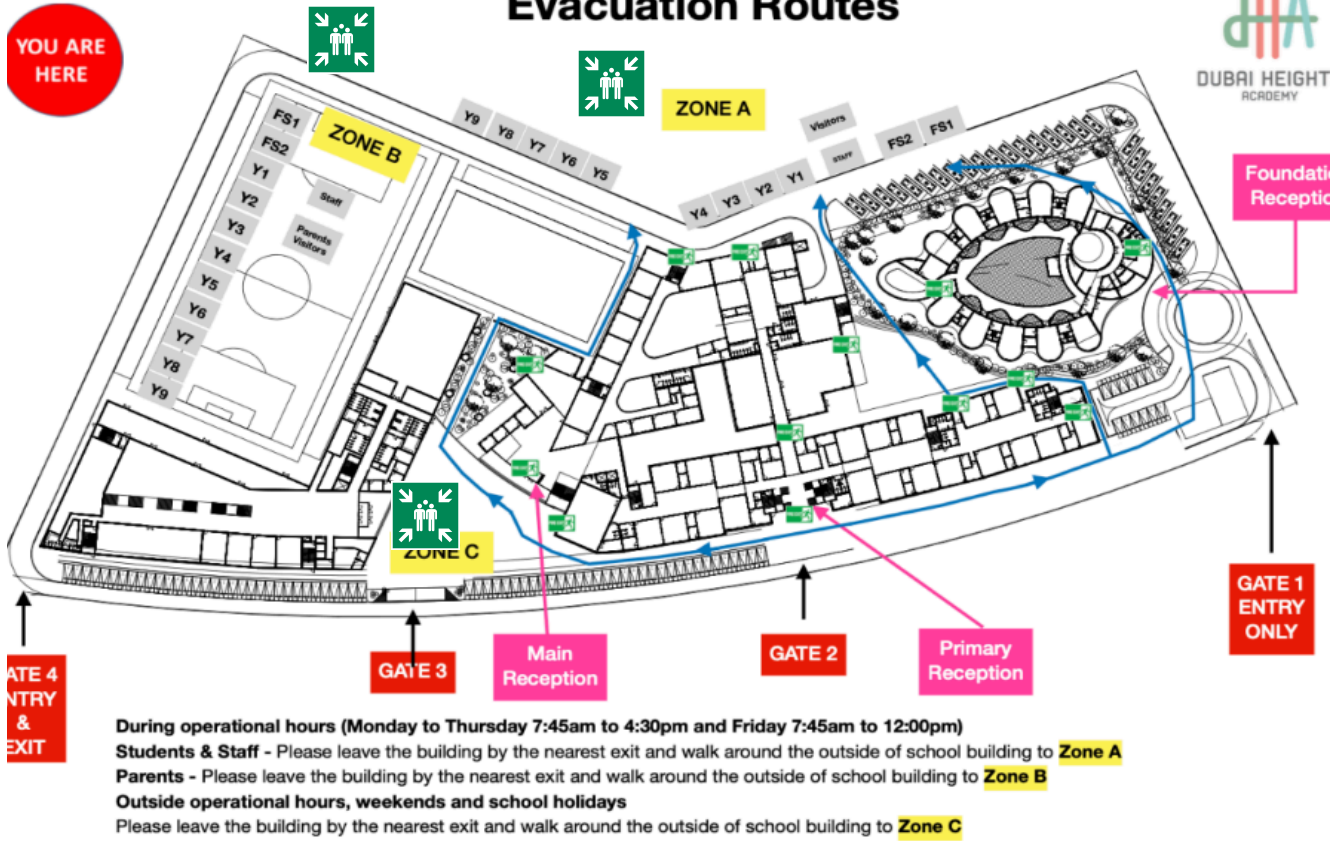 Evacuation Routes
YOU ARE
HERE
DUBAI HEIGHT
ACADEMY
ZONE A
ZONE B
FS1
FS2
Y1
Y2
Y3
Y4
Y5
Y6
Y7
Y8
Y9
Staff
Parents
Visitors
Y9
Y8
Y7
Y6
Y5
Y4
Y3
Y2
Y1
Visitors
STAFF
FS2
FS1
Foundatio
Receptio
ZONE C
GATE 1
ENTRY
ONLY
GATE 2
Primary
Reception
Main
Reception
GATE 3
ATE 4
NTRY
&
EXIT
During operational hours (Monday to Thursday 7:45am to 4:30pm and Friday 7:45am to 12:00pm)
Students & Staff - Please leave the building by the nearest exit and walk around the outside of school building to Zone A
Parents - Please leave the building by the nearest exit and walk around the outside of school building to Zone B
Outside operational hours, weekends and school holidays
Please leave the building by the nearest exit and walk around the outside of school building to Zone C